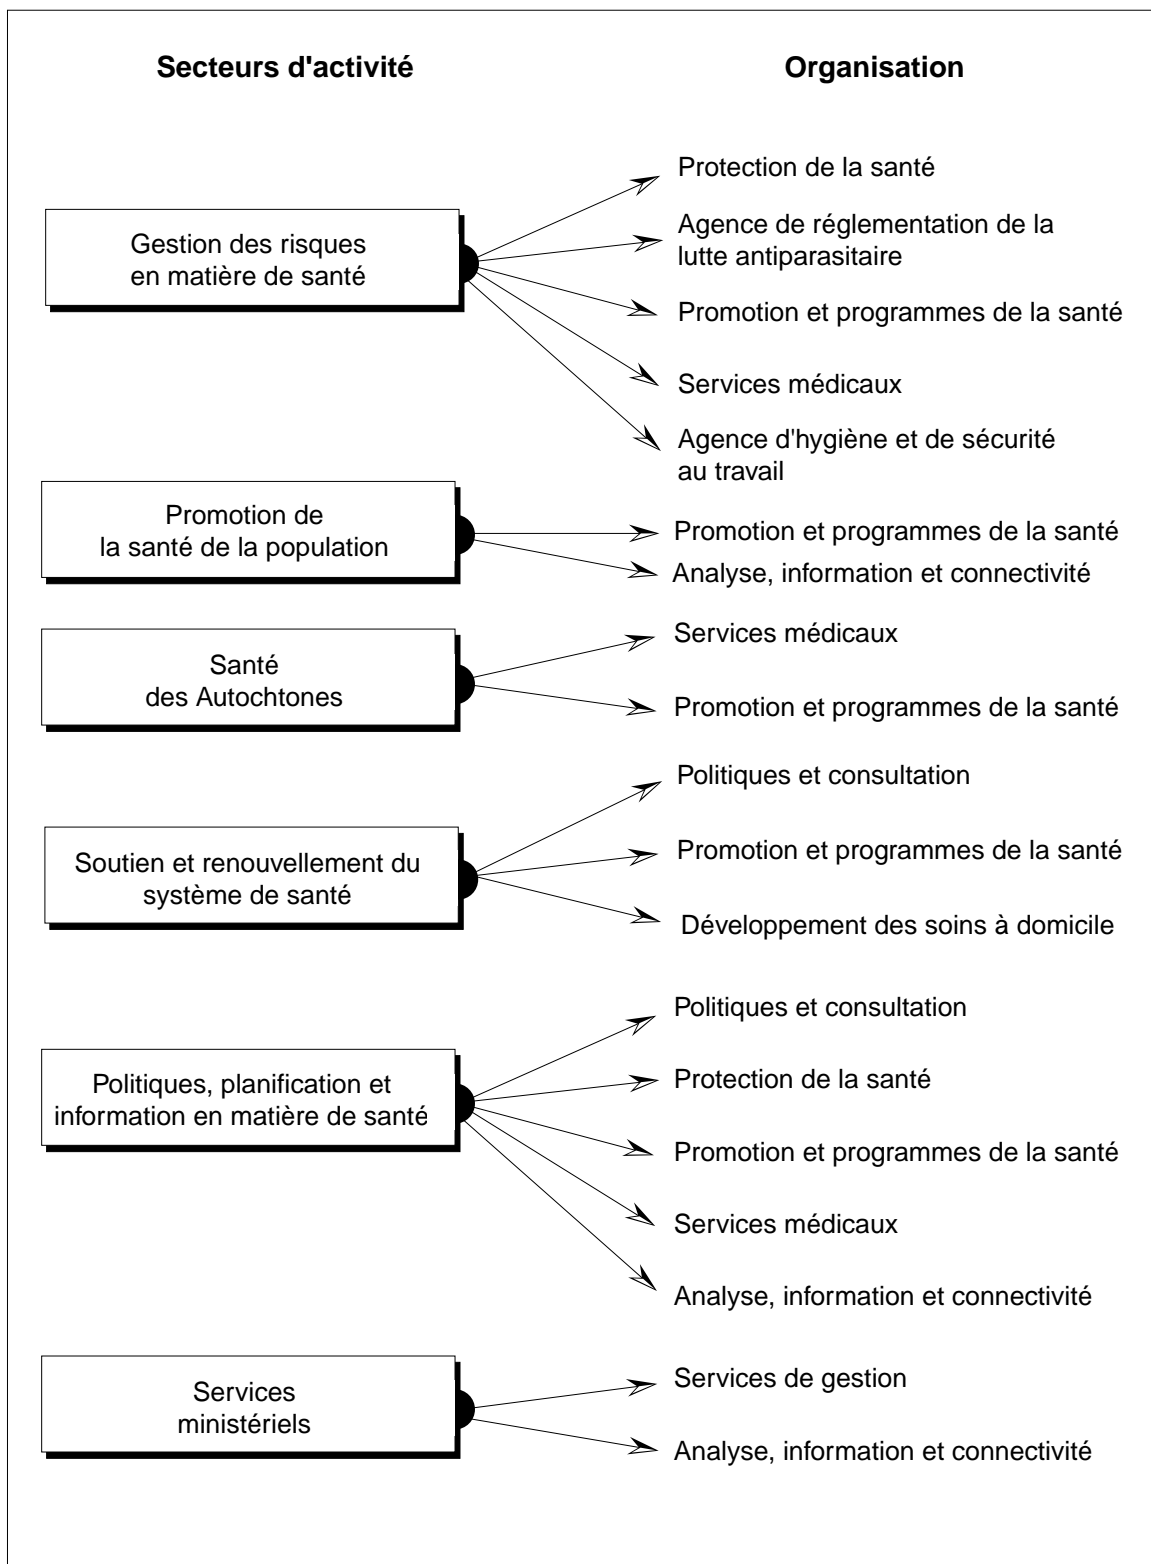 Secteurs d'activité
Organisation
Gestion des risques
en matière de santé
Protection de la santé
Agence de réglementation de la
lutte antiparasitaire
Promotion et programmes de la santé
Services médicaux
Agence d'hygiène et de sécurité
au travail
Promotion de
la santé de la population
Promotion et programmes de la santé
Analyse, information et connectivité
Santé
des Autochtones
Services médicaux
Promotion et programmes de la santé
Soutien et renouvellement du
système de santé
Politiques et consultation
Promotion et programmes de la santé
Développement des soins à domicile
Politiques, planification et
information en matière de santé
Politiques et consultation
Protection de la santé
Promotion et programmes de la santé
Services médicaux
Analyse, information et connectivité
Services
ministériels
Services de gestion
Analyse, information et connectivité